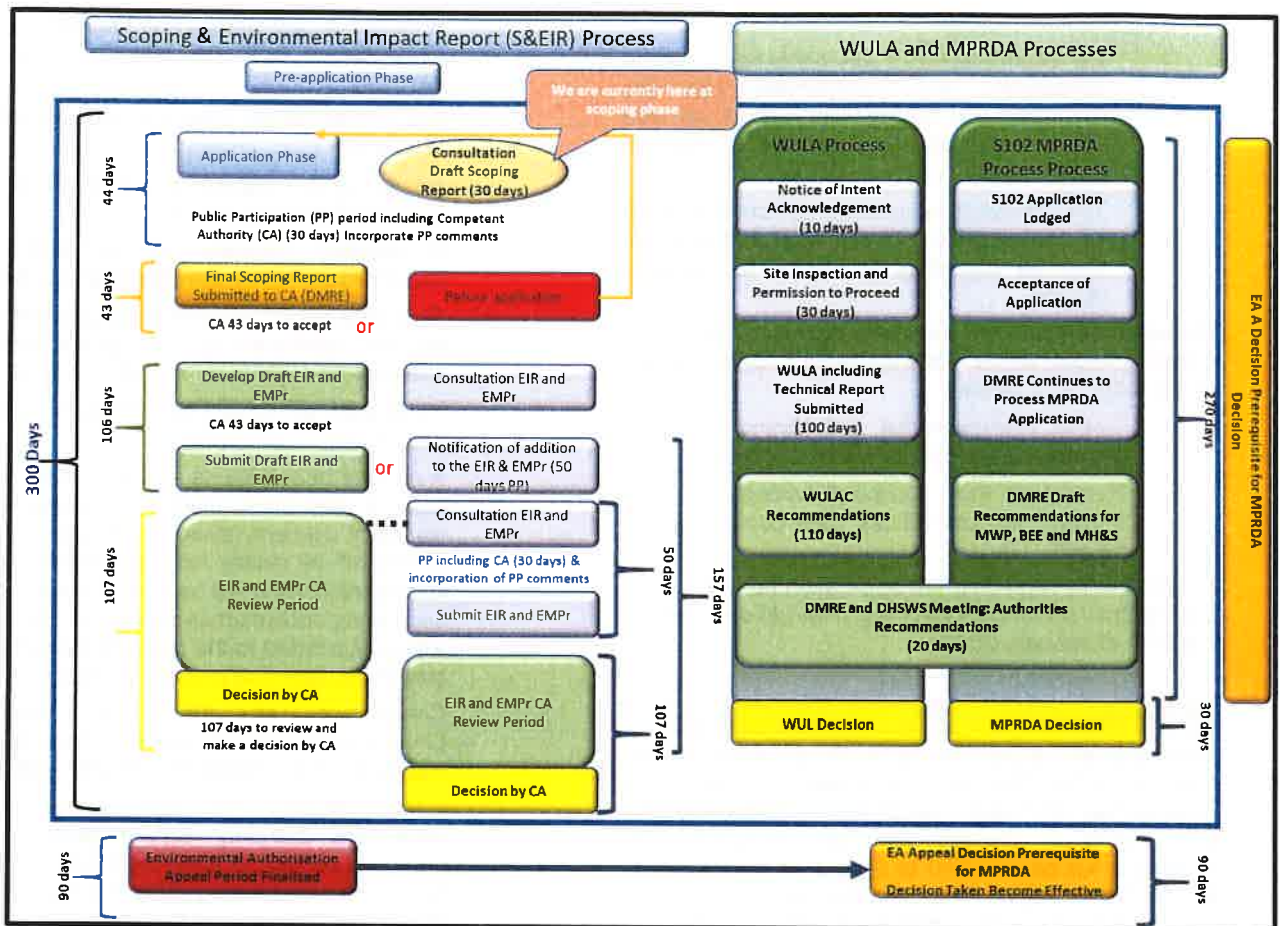 Scoping & Environmental Impact Report (S&EIR) Process
WULA and MPRDA Processes
Pre-application Phase
We are currently here at
scoping phase
300 Days
44 days
Application Phase
Consultation
Draft Scoping
Report (30 days)
Public Participation (PP) period including Competent
Authority (CA) (30 days) Incorporate PP comments
43 days
Final Scoping Report
Submitted to CA (DMRE)
CA 43 days to accept
or
application
106 days
Develop Draft EIR and
EMPr
CA 43 days to accept
Consultation EIR and
EMPr
Submit Draft EIR and
EMPr
or
Notification of addition
to the EIR & EMPr (50
days PP)
107 days
EIR and EMPr CA
Review Period
Decision by CA
107 days to review and
make a decision by CA
Consultation EIR and
EMPr
PP including CA (30 days) &
incorporation of PP comments
Submit EIR and EMPr
50 days
EIR and EMPr CA
Review Period
Decision by CA
107 days
157 days
WULA Process
Notice of Intent
Acknowledgement
(10 days)
Site Inspection and
Permission to Proceed
(30 days)
WULA including
Technical Report
Submitted
(100 days)
WULAC
Recommendations
(110 days)
S102 MPRDA
Process Process
S102 Application
Lodged
Acceptance of
Application
DMRE Continues to
Process MPRDA
Application
DMRE Draft
Recommendations for
MWP, BEE and MH&S
DMRE and DHSWS Meeting: Authorities
Recommendations
(20 days)
WUL Decision
MPRDA Decision
270 days
30 days
EA A Decision Prerequisite for MPRDA
Decision
90 days
Environmental Authorisation
Appeal Period Finalised
EA Appeal Decision Prerequisite
for MPRDA
Decision Taken Become Effective
90 days